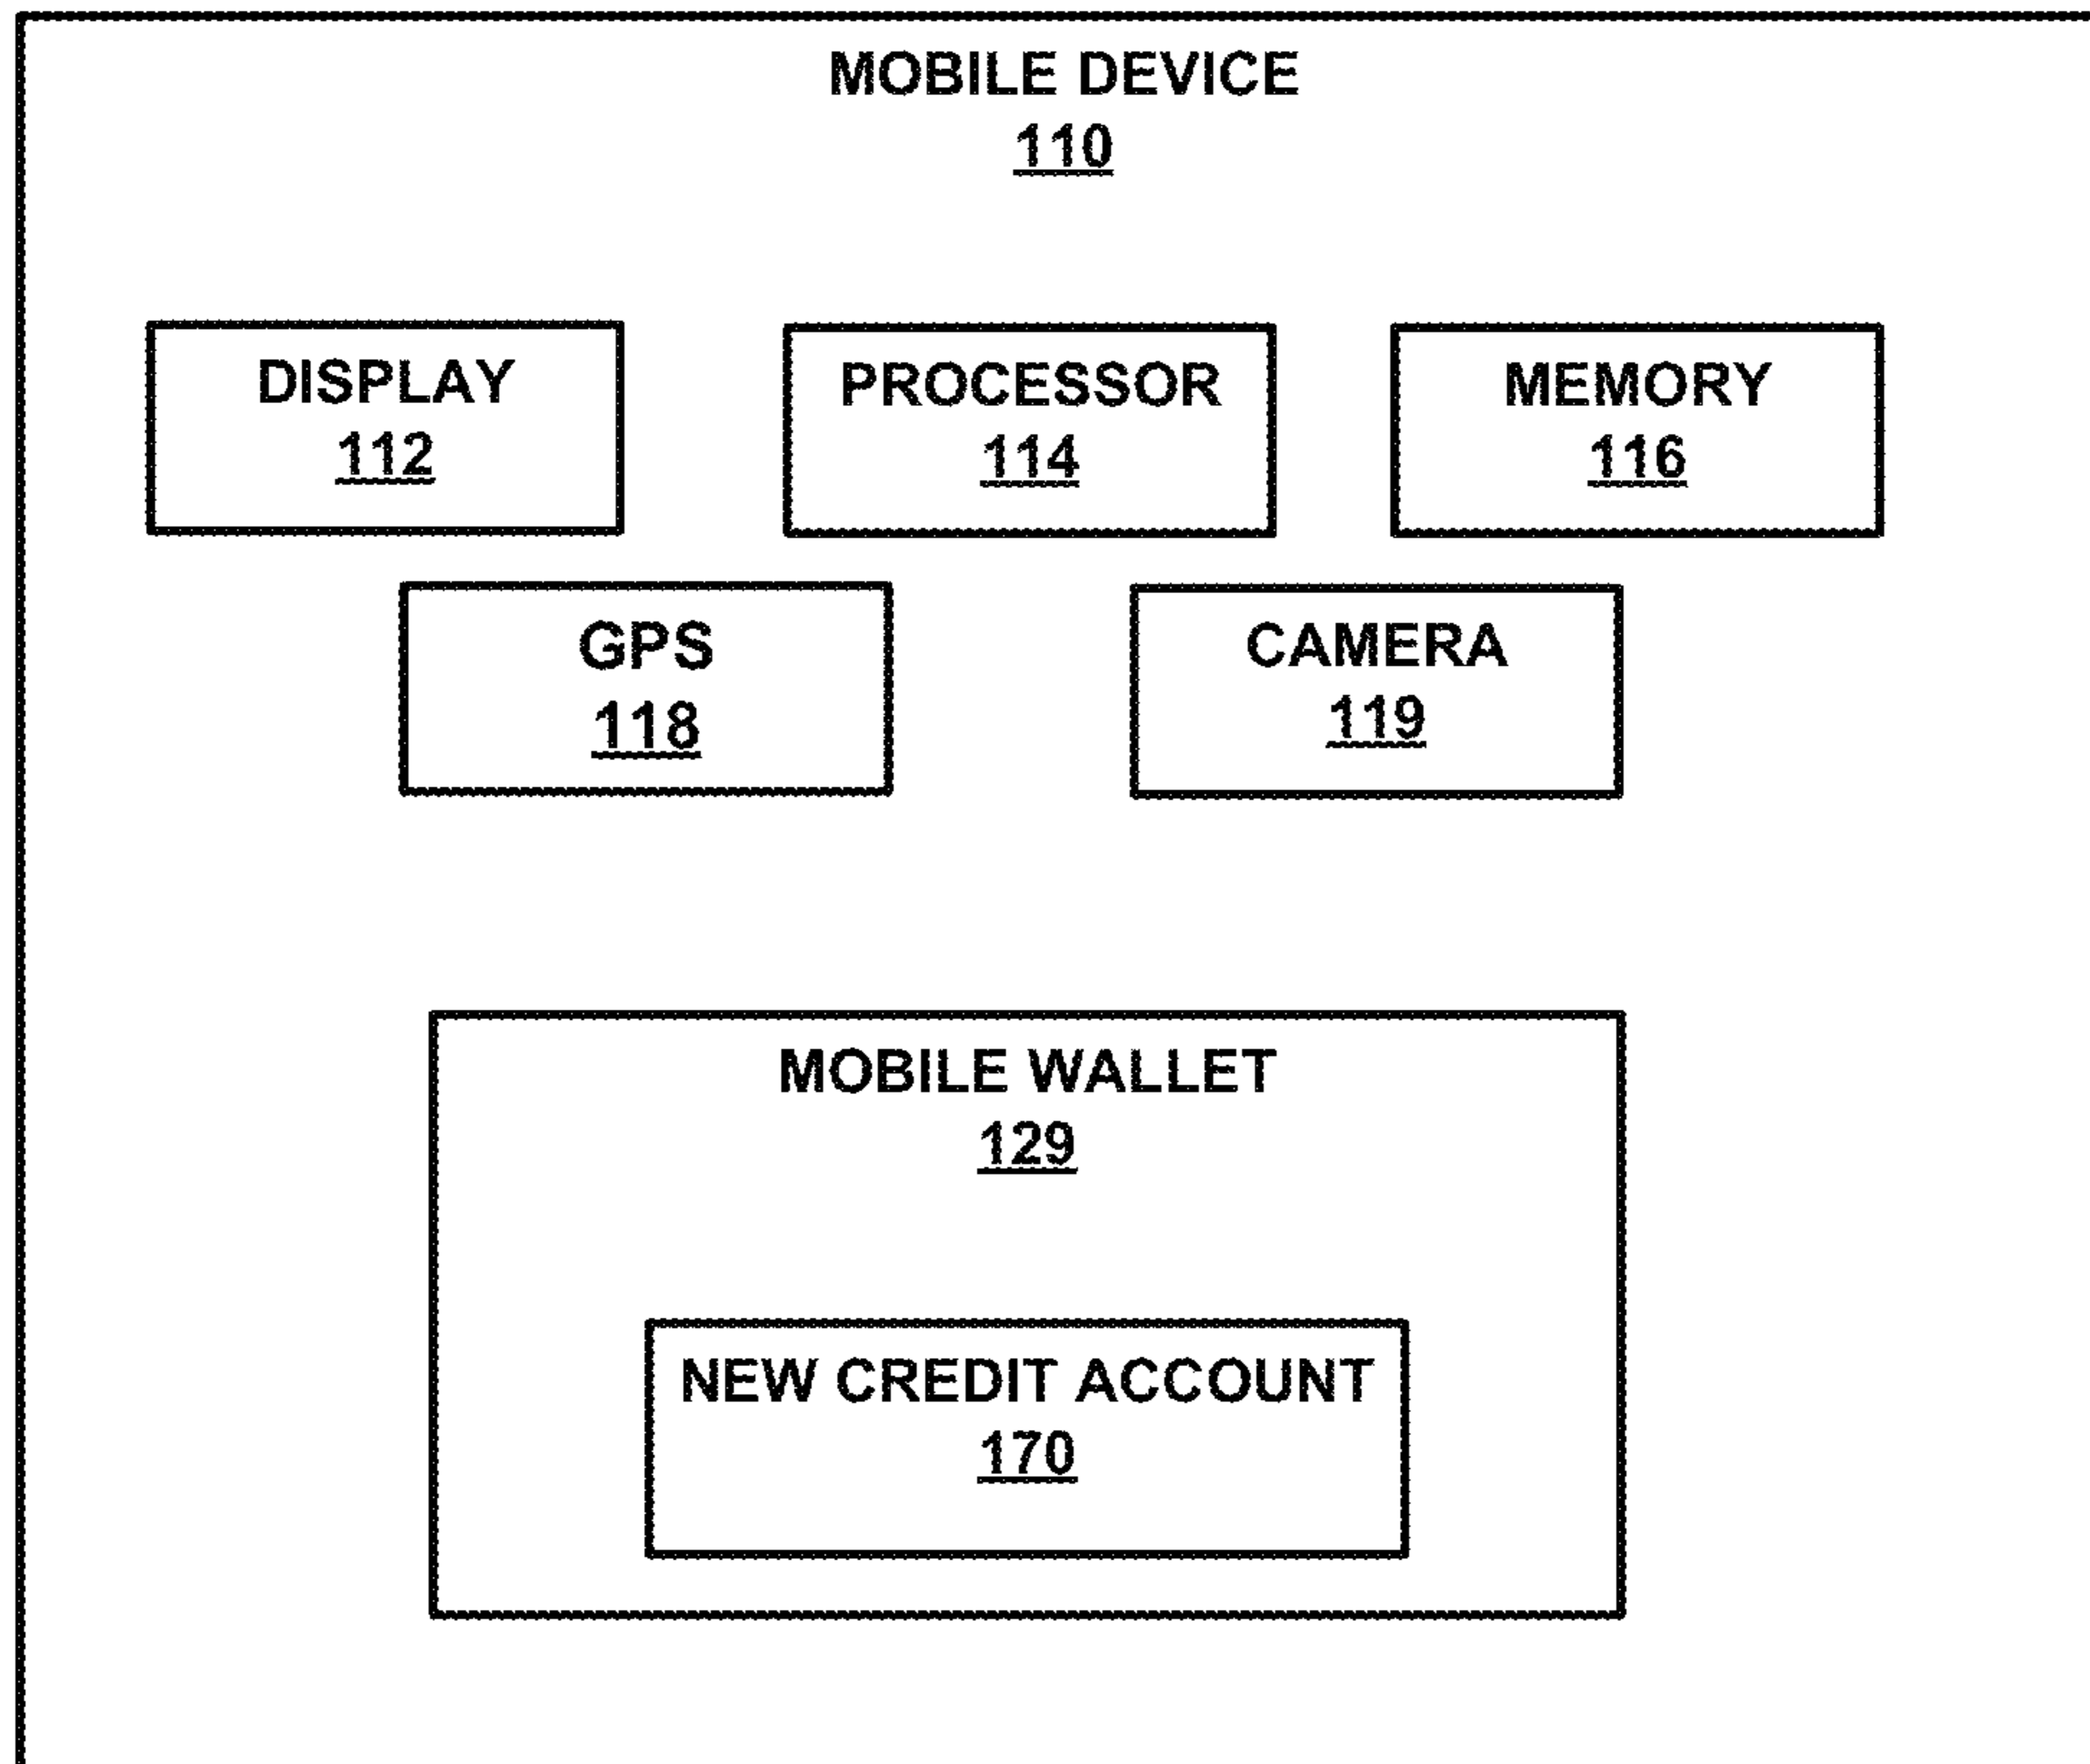 MOBILE DEVICE
110
DISPLAY
112
PROCESSOR
114
MEMORY
116
GPS
118
CAMERA
119
MOBILE WALLET
129
NEW CREDIT ACCOUNT
170